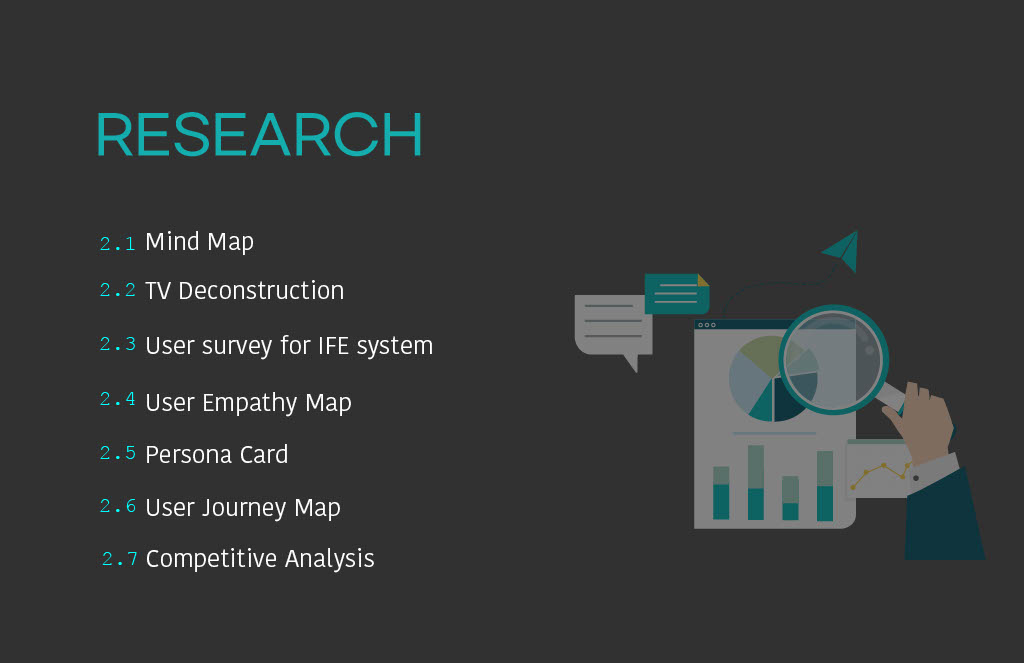 RESEARCH
2.1 Mind Map
2.2 TV Deconstruction
2.3 User survey for IFE system
2.4 User Empathy Map
2.5 Persona Card
2.6 User Journey Map
2.7 Competitive Analysis